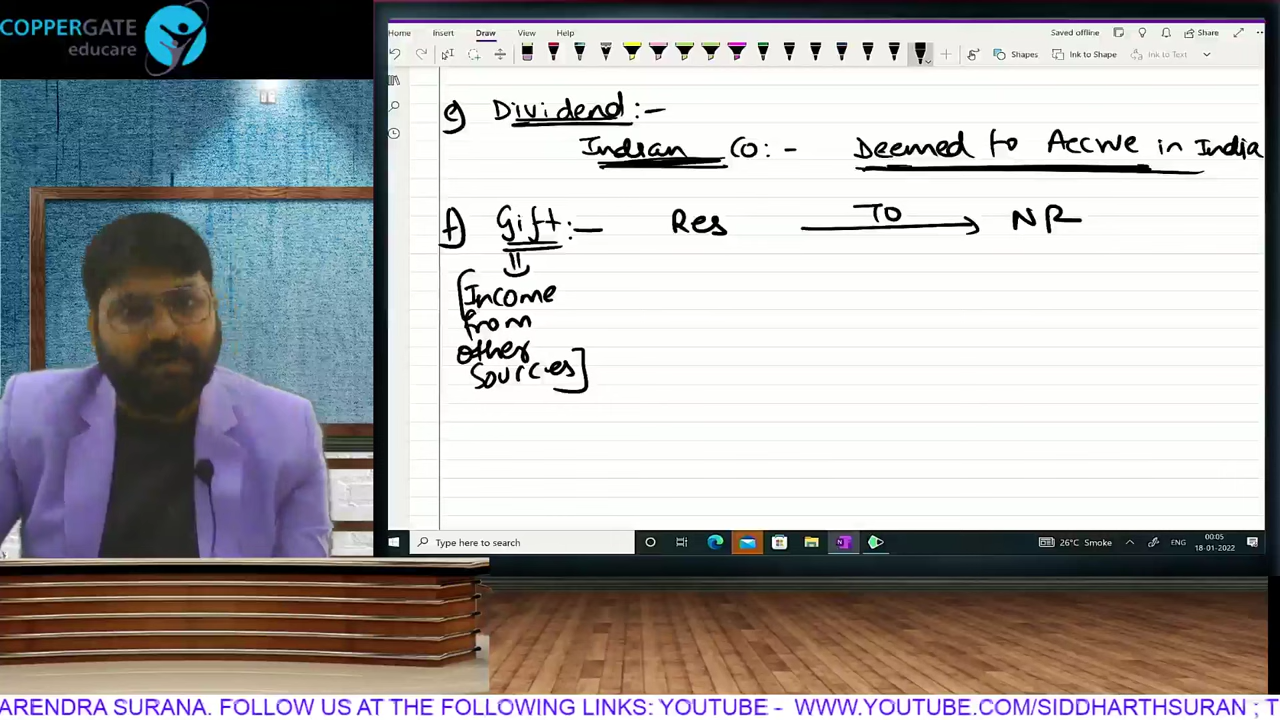 COPPERGATE
educare
Home Insert Draw View Help
Saved offline
Share
Shapes
Ink to Shape
Ink to Text
g) Dividend :-
Indian Co :- Deemed to Accrue in India
f) Gift :- Res TO NR
[Income
from
other
Sources]
Type here to search
26°C Smoke
ENG
00:05
18-01-2022
ARENDRA SURANA. FOLLOW US AT THE FOLLOWING LINKS: YOUTUBE - WWW.YOUTUBE.COM/SIDDHARTHSURAN ; T